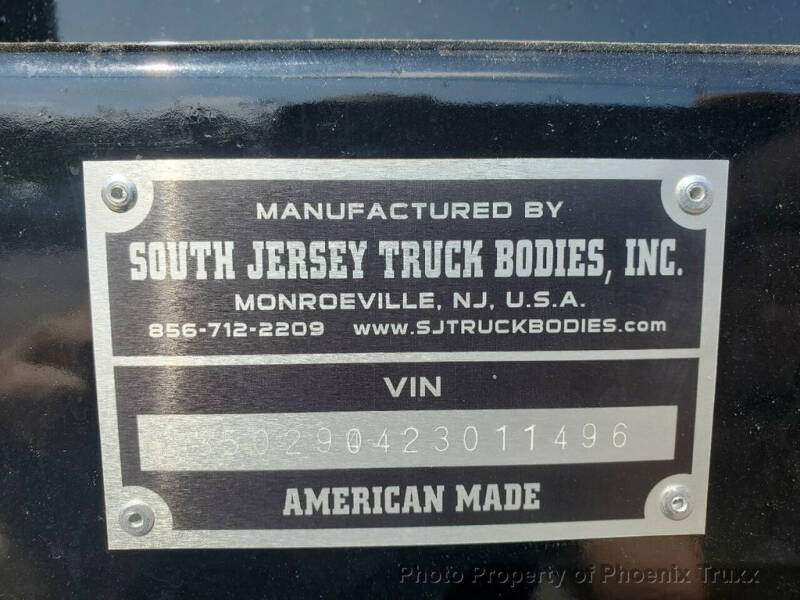 MANUFACTURED BY
SOUTH JERSEY TRUCK BODIES, INC.
MONROEVILLE, NJ, U.S.A.
856-712-2209 www.SJTRUCKBODIES.com
VIN
AMERICAN MADE
Photo Property of Phoenix Truxx